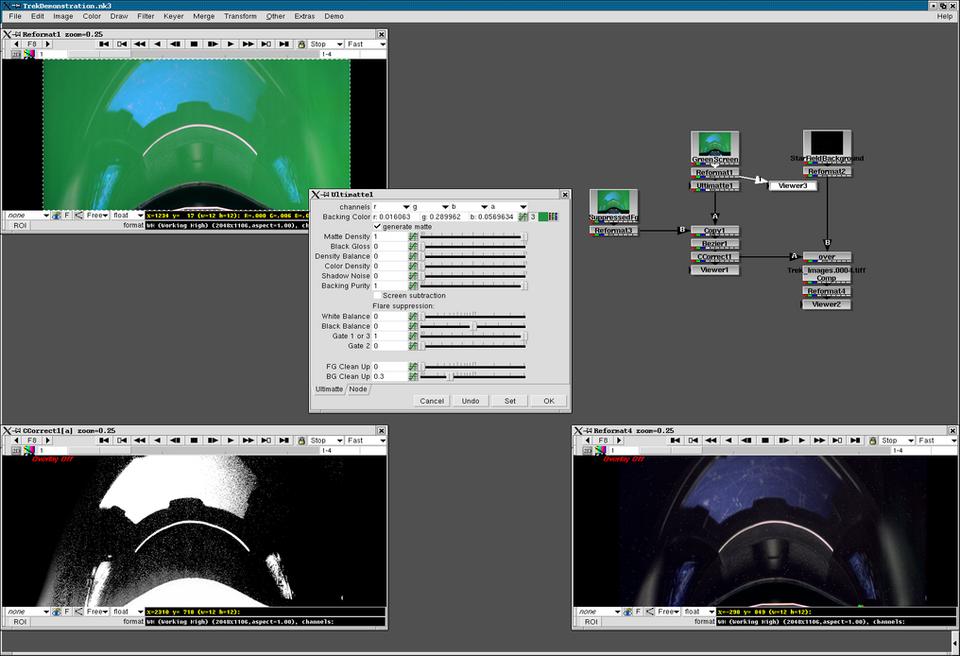 TrekDemonstration.nk3
File Edit Image Color Draw Filter Keyer Merge Transform Other Extras Demo Help
Reformat1 zoom=0.25
F8 Stop Fast
1 1-4
none F Free float x=1234 y= 17 (w=12 h=12): R=.000 G=.006 B=.0
ROI format WH (Working High) (2048x1106,aspect=1.00), channels:
GreenScreen
Reformat1
Ultimatte1
Viewer3
StarFieldBackground
Reformat2
SuppressedFg
Reformat3
A
B
Copy1
Bezier1
CCorrect1
Viewer1
A
B
over
Trek_Images.0004.tiff
Comp
Reformat4
Viewer2
Ultimatte1
channels r g b a
Backing Color r: 0.016063 g: 0.289962 b: 0.0569634 3
generate matte
Matte Density 1
Black Gloss 0
Density Balance 0
Color Density 0
Shadow Noise 0
Backing Purity 1
Screen subtraction
Flare suppression:
White Balance 0
Black Balance 0
Gate 1 or 3 1
Gate 2 0
FG Clean Up 0
BG Clean Up 0.3
Ultimatte Node
Cancel Undo Set OK
CCorrect1[a] zoom=0.25
F8 Stop Fast
1 1-4
Overlay Off
none F Free float x=2310 y= 710 (w=12 h=12):
ROI format WH (Working High) (2048x1106,aspect=1.00), channels:
Reformat4 zoom=0.25
F8 Stop Fast
1 1-4
Overlay Off
none F Free float x=-290 y= 849 (w=12 h=12):
ROI format WH (Working High) (2048x1106,aspect=1.00), channels: